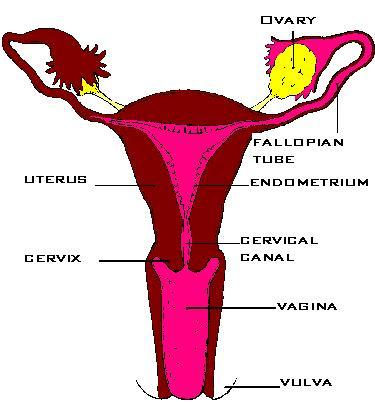 OVARY
FALLOPIAN
TUBE
UTERUS
ENDOMETRIUM
CERVICAL
CANAL
CERVIX
VAGINA
VULVA